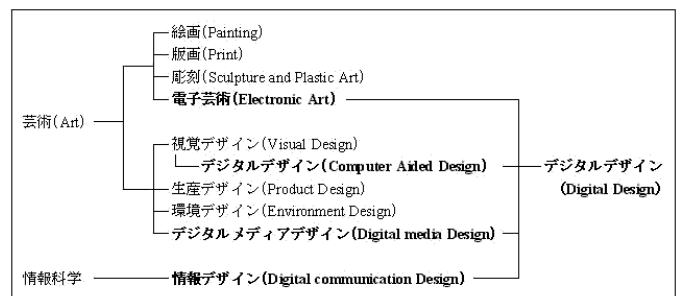 絵画(Painting)
版画(Print)
彫刻(Sculpture and Plastic Art)
電子芸術(Electronic Art)
芸術(Art)
視覚デザイン(Visual Design)
デジタルデザイン(Computer Aided Design)
デジタルデザイン
(Digital Design)
生産デザイン(Product Design)
環境デザイン(Environment Design)
デジタルメディアデザイン(Digital media Design)
情報科学
情報デザイン(Digital communication Design)